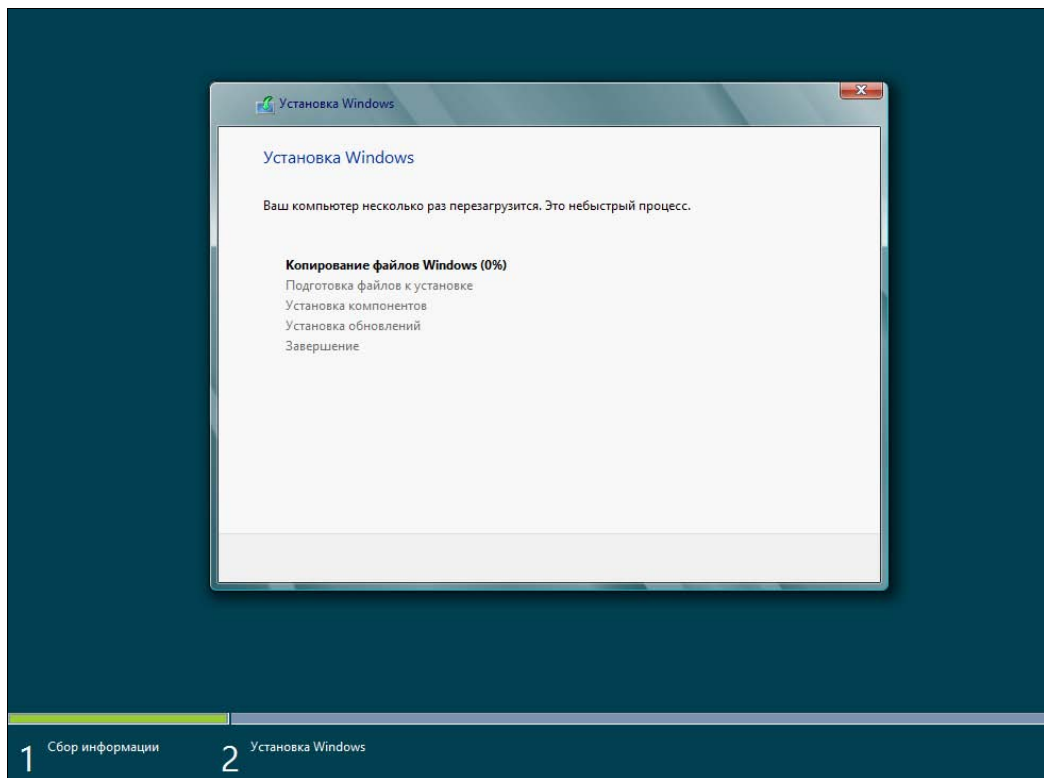 Установка Windows
Установка Windows
Ваш компьютер несколько раз перезагрузится. Это небыстрый процесс.
Копирование файлов Windows (0%)
Подготовка файлов к установке
Установка компонентов
Установка обновлений
Завершение
1 Сбор информации 2 Установка Windows